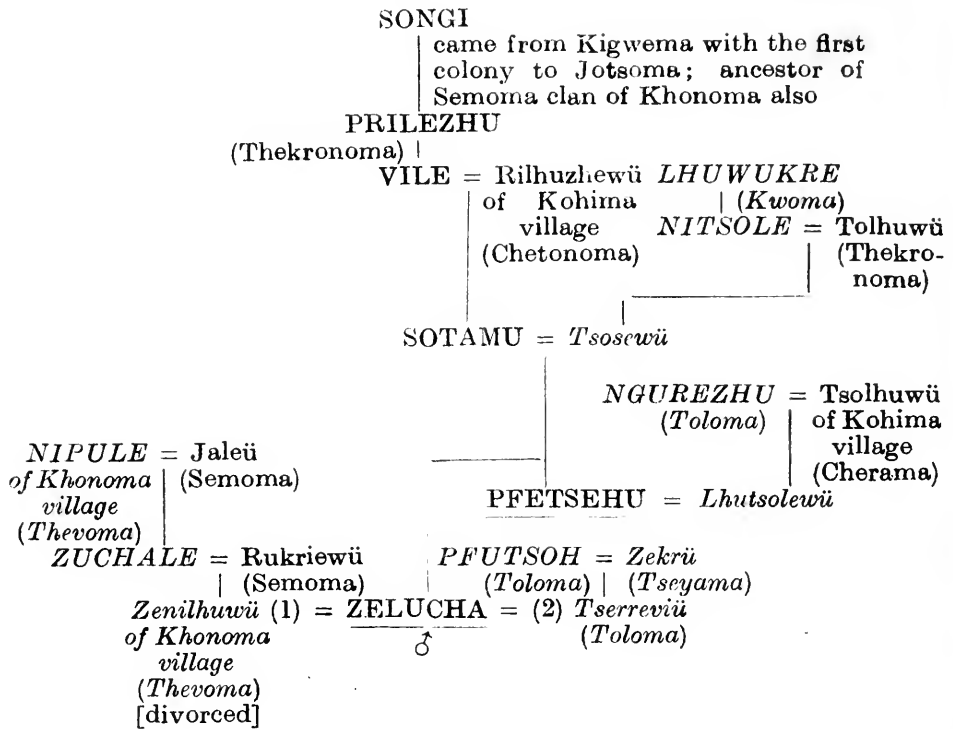 SONGI
came from Kigwema with the first
colony to Jotsoma; ancestor of
Semoma clan of Khonoma also
PRILEZHU
(Thekronoma)
VILE = Rilhuzhewü LHUWUKRE
of Kohima (Kwoma)
village NITSOLE = Tolhuwü
(Chetonoma) (Thekro-
noma)
SOTAMU = Tsosewü
NGUREZHU = Tsolhuwü
(Toloma) of Kohima
NIPULE = Jaleü village
of Khonoma (Semoma) (Cherama)
village PFETSEHU = Lhutsolewü
(Thevoma)
ZUCHALE = Rukriewü PFUTSOH = Zekrü
(Semoma) (Toloma) (Tseyama)
Zenilhuwü (1) = ZELUCHA = (2) Tserreviü
of Khonoma ♂ (Toloma)
village
(Thevoma)
[divorced]